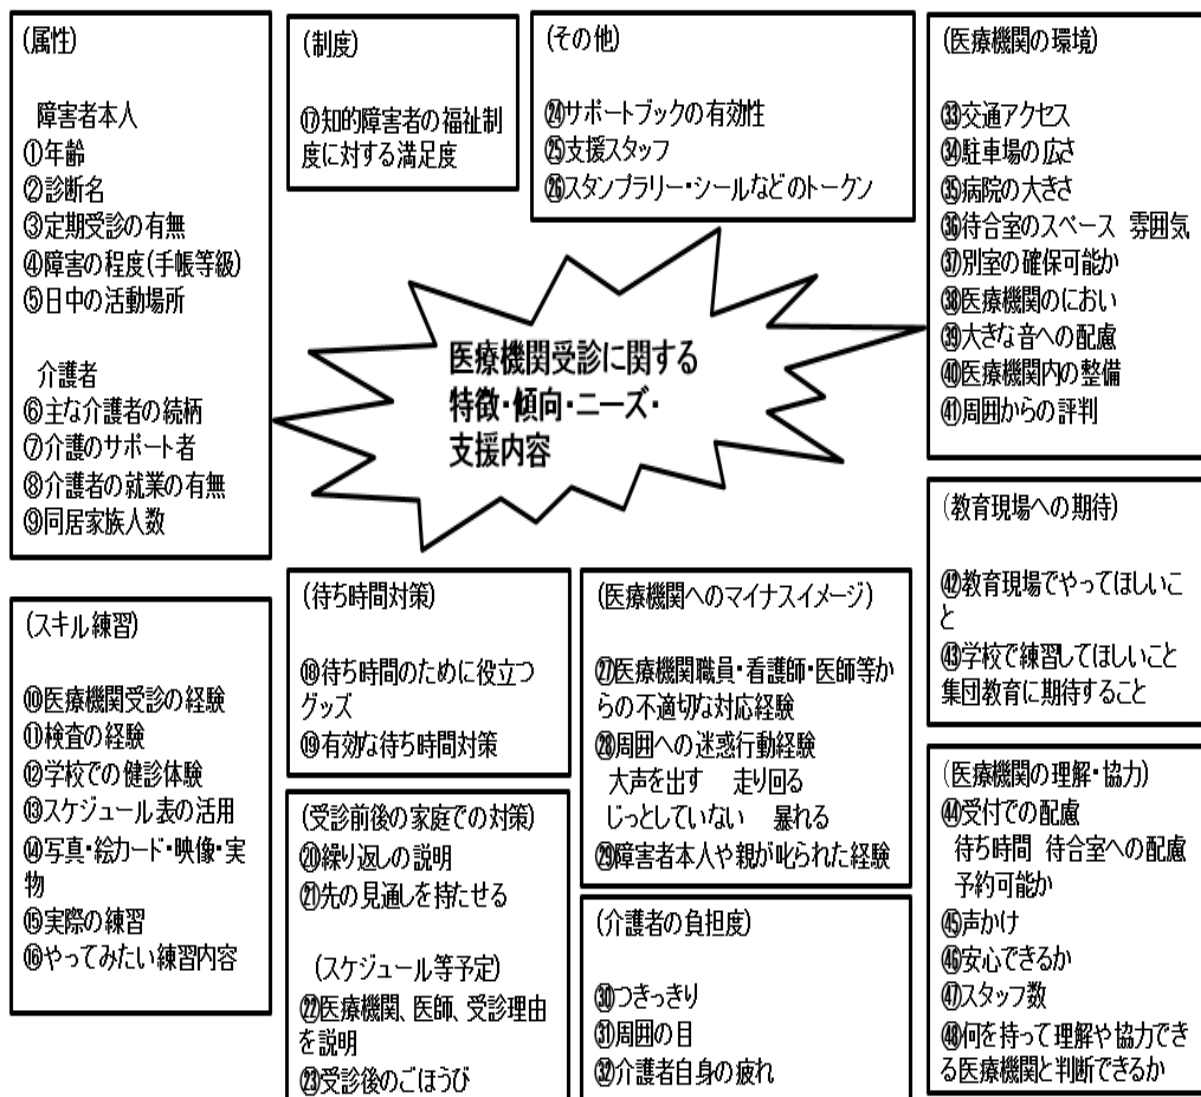 (属性)
障害者本人
①年齢
②診断名
③定期受診の有無
④障害の程度(手帳等級)
⑤日中の活動場所
介護者
⑥主な介護者の続柄
⑦介護のサポート者
⑧介護者の就業の有無
⑨同居家族人数
(制度)
⑰知的障害者の福祉制
度に対する満足度
(その他)
㉔サポートブックの有効性
㉕支援スタッフ
㉖スタンプラリー・シールなどのトークン
(医療機関の環境)
㉝交通アクセス
㉞駐車場の広さ
㉟病院の大きさ
㊱待合室のスペース 雰囲気
㊲別室の確保可能か
㊳医療機関のにおい
㊴大きな音への配慮
㊵医療機関内の整備
㊶周囲からの評判
医療機関受診に関する
特徴・傾向・ニーズ・
支援内容
(スキル練習)
⑩医療機関受診の経験
⑪検査の経験
⑫学校での健診体験
⑬スケジュール表の活用
⑭写真・絵カード・映像・実
物
⑮実際の練習
⑯やってみたい練習内容
(待ち時間対策)
⑱待ち時間のために役立つ
グッズ
⑲有効な待ち時間対策
(受診前後の家庭での対策)
⑳繰り返しの説明
㉑先の見通しを持たせる
(スケジュール等予定)
㉒医療機関、医師、受診理由
を説明
㉓受診後のごほうび
(医療機関へのマイナスイメージ)
㉗医療機関職員・看護師・医師等か
らの不適切な対応経験
㉘周囲への迷惑行動経験
大声を出す 走り回る
じっとしていない 暴れる
㉙障害者本人や親が叱られた経験
(介護者の負担度)
㉚つきっきり
㉛周囲の目
㉜介護者自身の疲れ
(教育現場への期待)
㊷教育現場でやってほしいこ
と
㊸学校で練習してほしいこと
集団教育に期待すること
(医療機関の理解・協力)
㊹受付での配慮
待ち時間 待合室への配慮
予約可能か
㊺声かけ
㊻安心できるか
㊼スタッフ数
㊽何を持って理解や協力でき
る医療機関と判断できるか